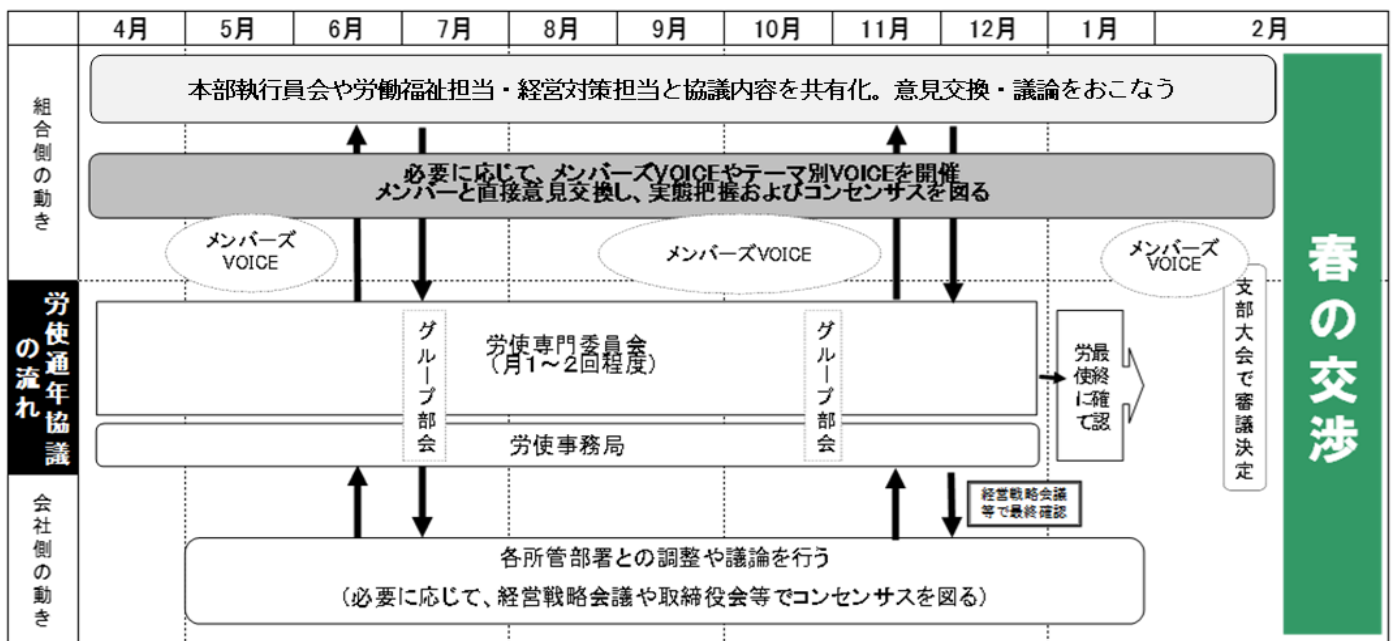 4月 5月 6月 7月 8月 9月 10月 11月 12月 1月 2月
組合側の動き
本部執行員会や労働福祉担当・経営対策担当と協議内容を共有化。意見交換・議論をおこなう
必要に応じて、メンバーズVOICEやテーマ別VOICEを開催
メンバーと直接意見交換し、実態把握およびコンセンサスを図る
メンバーズ
VOICE
メンバーズVOICE
メンバーズ
VOICE
労使通年協議
の流れ
労使専門委員会
(月1~2回程度)
グループ部会
グループ部会
労使事務局
最終確認
労使にて
支部大会で審議決定
春の交渉
会社側の動き
経営戦略会議
等で最終確認
各所管部署との調整や議論を行う
(必要に応じて、経営戦略会議や取締役会等でコンセンサスを図る)